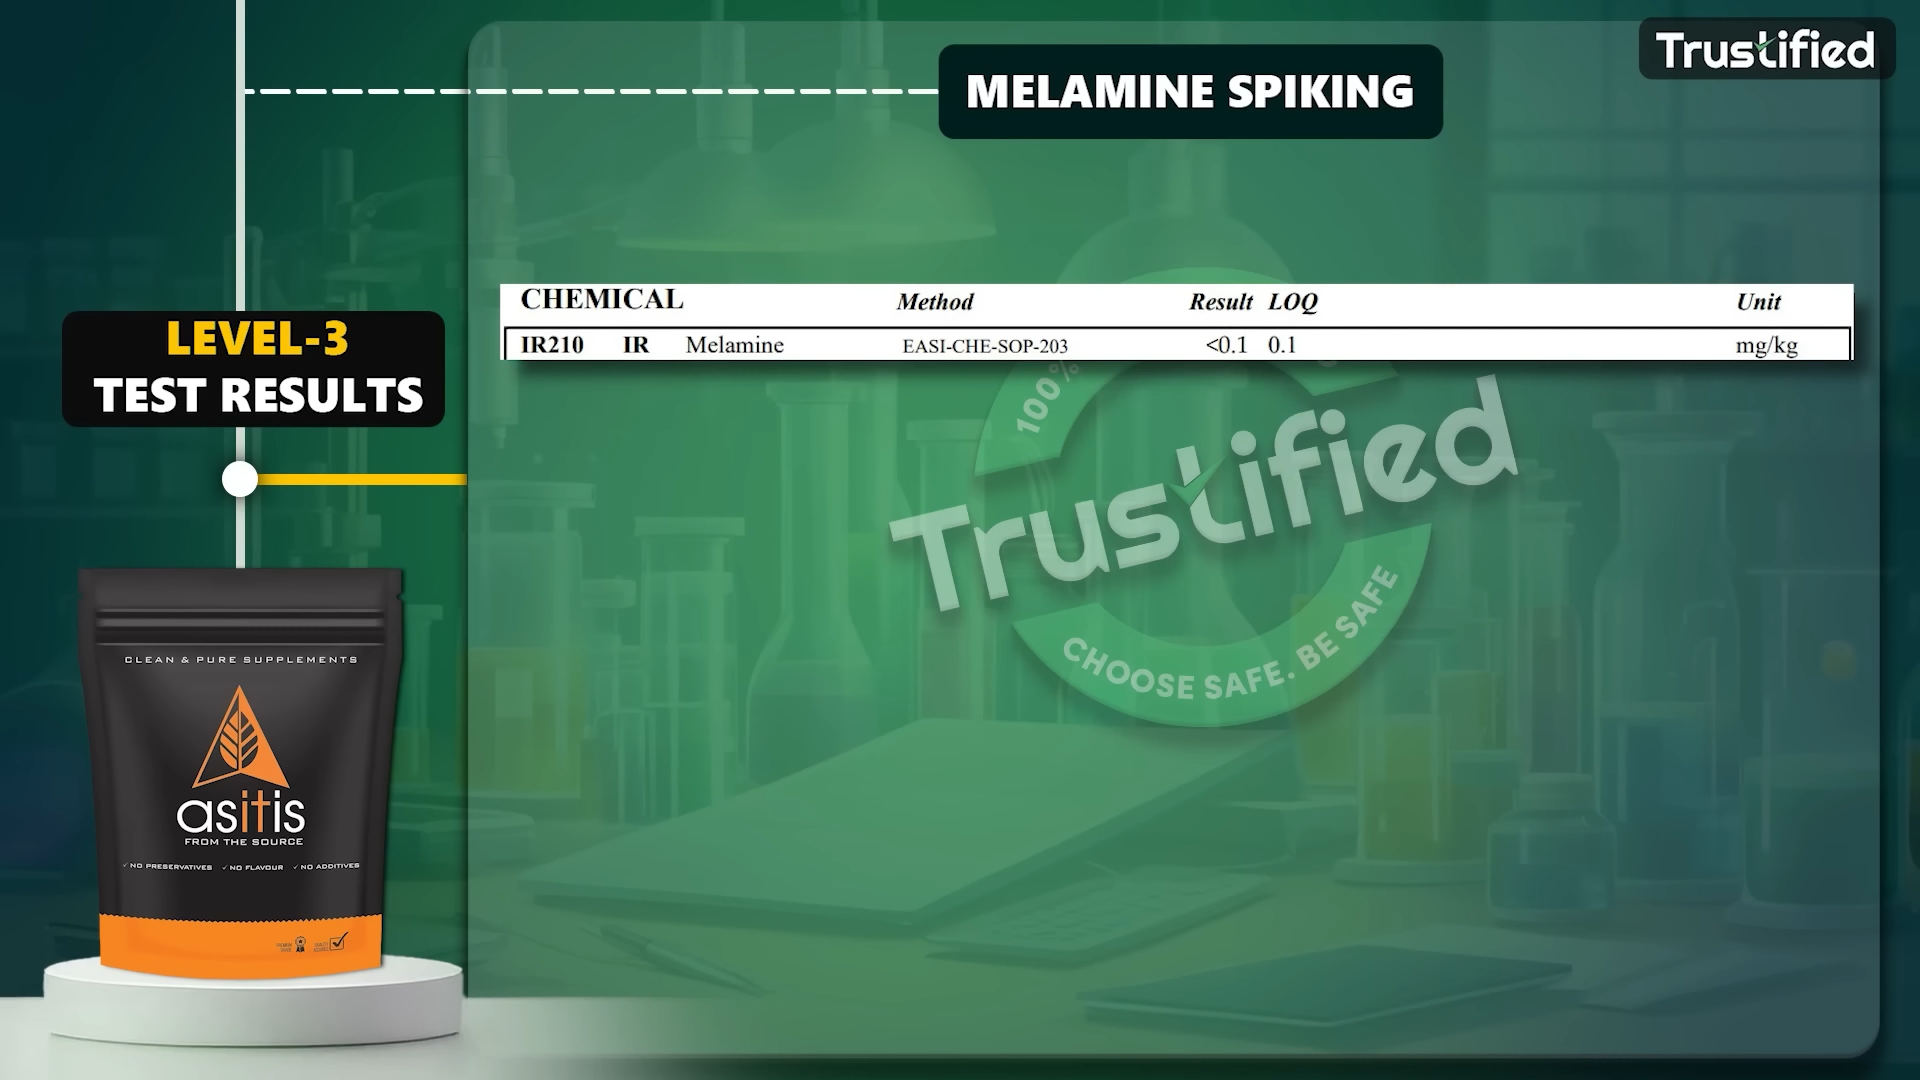 Trustified
MELAMINE SPIKING
CHEMICAL Method Result LOQ Unit
IR210 IR Melamine EASI-CHE-SOP-203 <0.1 0.1 mg/kg
LEVEL-3
TEST RESULTS
100%
Trustified
CHOOSE SAFE. BE SAFE
CLEAN & PURE SUPPLEMENTS
asitis
FROM THE SOURCE
✓ NO PRESERVATIVES ✓ NO FLAVOUR ✓ NO ADDITIVES